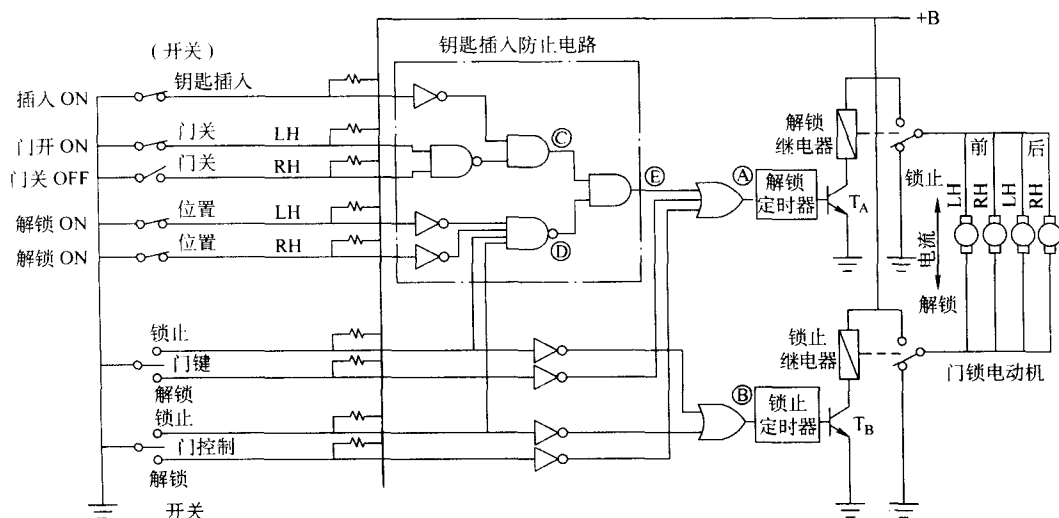 +B
(开关)
钥匙插入防止电路
插入 ON
钥匙插入
门开 ON
门关
LH
门关 OFF
门关
RH
解锁 ON
位置
LH
解锁 ON
位置
RH
Ⓒ
Ⓓ
Ⓔ
Ⓐ
解锁
定时器
T_A
解锁
继电器
锁止
前
后
LH
RH
LH
RH
电流
解锁
门锁电动机
锁止
门键
解锁
锁止
门控制
解锁
开关
Ⓑ
锁止
定时器
T_B
锁止
继电器